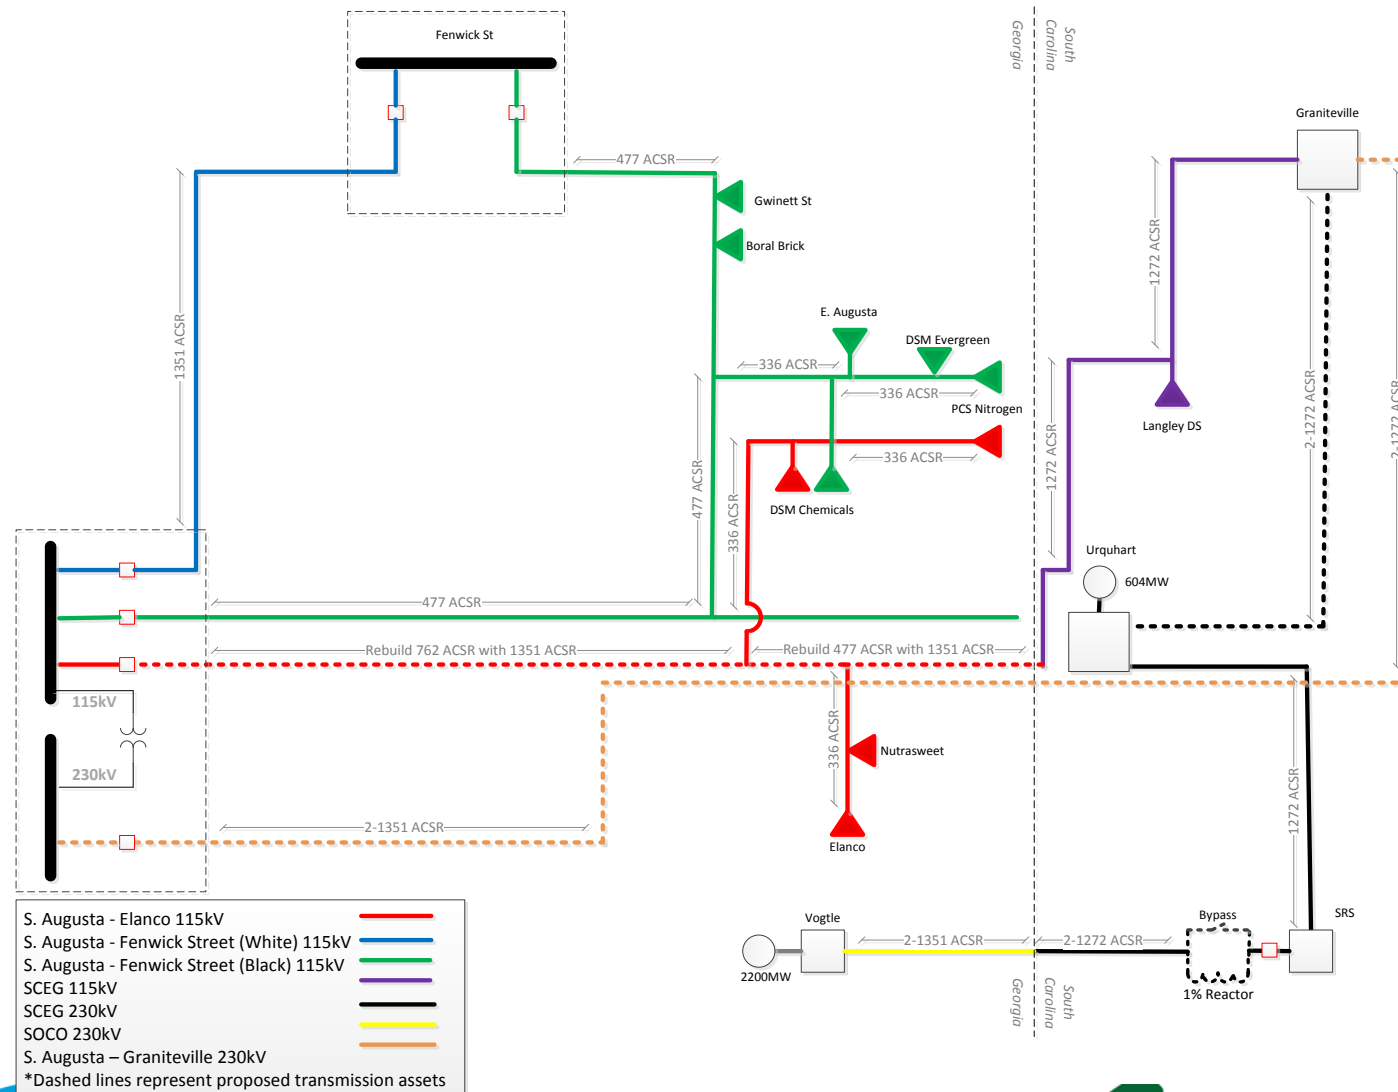 Fenwick St
Georgia
South
Carolina
Graniteville
477 ACSR
Gwinett St
Boral Brick
1351 ACSR
1272 ACSR
E. Augusta
DSM Evergreen
336 ACSR
336 ACSR
PCS Nitrogen
Langley DS
2-1272 ACSR
2-1272 ACSR
477 ACSR
336 ACSR
336 ACSR
DSM Chemicals
1272 ACSR
Urquhart
604MW
477 ACSR
Rebuild 762 ACSR with 1351 ACSR
Rebuild 477 ACSR with 1351 ACSR
115kV
230kV
336 ACSR
Nutrasweet
Elanco
2-1351 ACSR
1272 ACSR
Vogtle
2200MW
2-1351 ACSR
2-1272 ACSR
Bypass
1% Reactor
SRS
Georgia
South
Carolina
S. Augusta - Elanco 115kV
S. Augusta - Fenwick Street (White) 115kV
S. Augusta - Fenwick Street (Black) 115kV
SCEG 115kV
SCEG 230kV
SOCO 230kV
S. Augusta – Graniteville 230kV
*Dashed lines represent proposed transmission assets